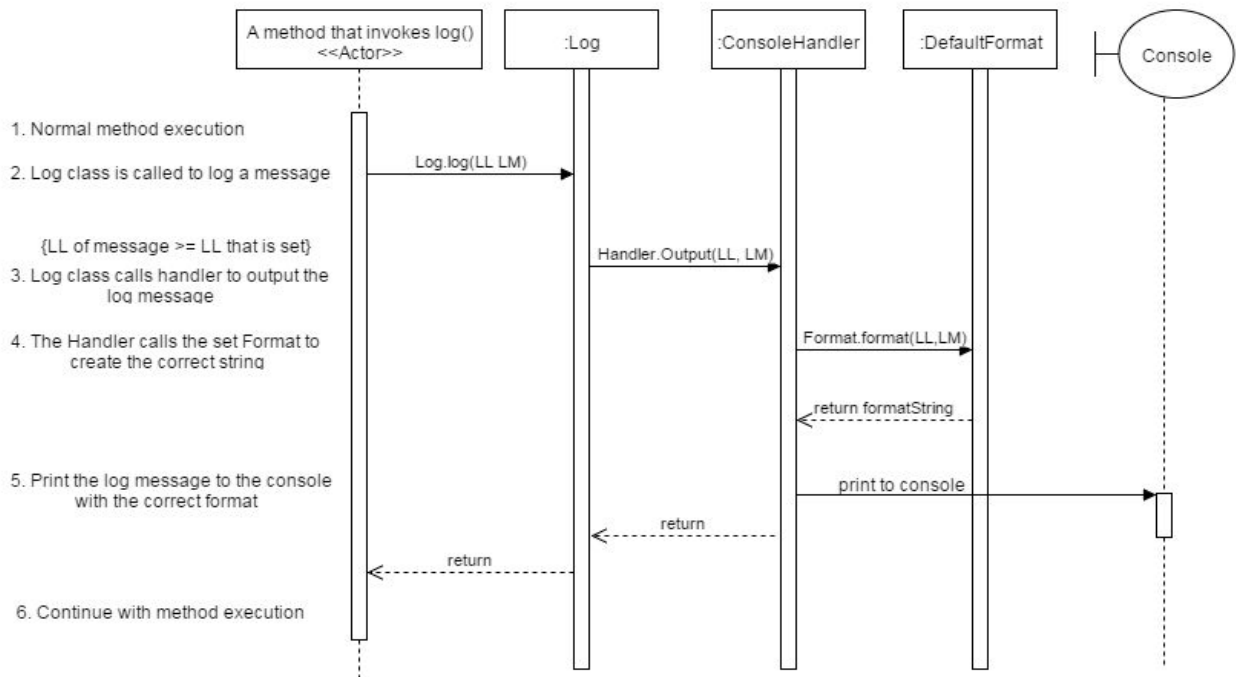 A method that invokes log()
<<Actor>>
:Log
:ConsoleHandler
:DefaultFormat
Console
1. Normal method execution
2. Log class is called to log a message
Log.log(LL LM)
{LL of message >= LL that is set}
3. Log class calls handler to output the
log message
Handler.Output(LL, LM)
4. The Handler calls the set Format to
create the correct string
Format.format(LL,LM)
return formatString
5. Print the log message to the console
with the correct format
print to console
return
return
6. Continue with method execution